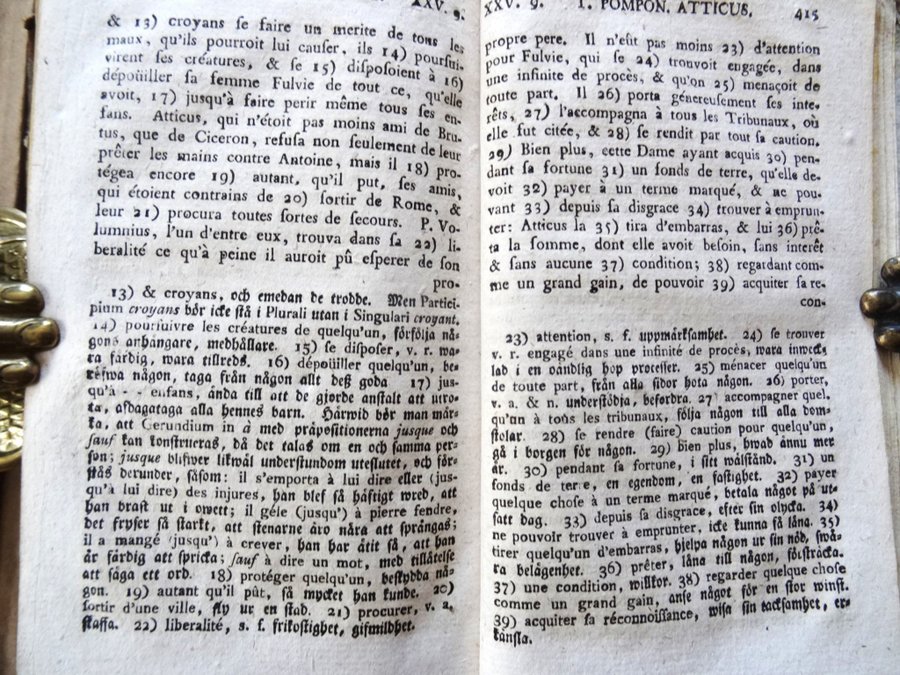 XXV. 9.
& 13) croyans se faire un merite de tous les
maux, qu'ils pourroit lui causer, ils 14) poursui-
virent ses créatures, & se 15) disposoient à 16)
dépoüiller sa femme Fulvie de tout ce, qu'elle
avoit, 17) jusqu'à faire perir même tous ses en-
fans. Atticus, qui n'étoit pas moins ami de Bru-
tus, que de Ciceron, refusa non seulement de leur
prêter les mains contre Antoine, mais il 18) pro-
tégea encore 19) autant, qu'il put, ses amis,
qui étoient contrains de 20) sortir de Rome, &
leur 21) procura toutes sortes de secours. P. Vo-
lumnius, l'un d'entre eux, trouva dans sa 22) li-
beralité ce qu'à peine il auroit pû esperer de son
pro-
13) & croyans, och emedan de trodde. Men Partici-
pium croyans bör icke stå i Plurali utan i Singulari croyant.
14) poursuivre les créatures de quelqu'un, förfölja nå-
gons anhängare, medhållare. 15) se disposer, v. r. wa-
ra färdig, wara tillreds. 16) dépoüiller quelqu'un, be-
röfwa någon, taga från någon allt deß goda 17) jus-
qu'à - - enfans, ända till att de gjorde anstalt att utro-
ta, afdagataga alla hennes barn. Härwid bör man mär-
ka, att Gerundium in à med præpositionerna jusque och
sauf kan konstrueras, då det talas om en och samma per-
son; jusque blifwer likwäl understundom uteslutet, och för-
stås derunder, såsom: il s'emporta à lui dire eller (jus-
qu'à lui dire) des injures, han blef så häftigt wred, att
han brast ut i owett; il géle (jusqu') à pierre fendre,
det fryser så starkt, att stenarne äro nära att sprängas;
il a mangé (jusqu') à crever, han har ätit så, att han
är färdig att spricka; sauf à dire un mot, med tillåtelse
att säga ett ord. 18) protéger quelqu'un, beskydda nå-
gon. 19) autant qu'il pût, så mycket han kunde. 20)
sortir d'une ville, fly ur en stad. 21) procurer, v. a.
skaffa. 22) liberalité, s. f. frikostighet, gifmildhet.
XXV. 9. I. POMPON. ATTICUS. 415
propre pere. Il n'eût pas moins 23) d'attention
pour Fulvie, qui se 24) trouvoit engagée, dans
une infinite de procès, & qu'on 25) menaçoit de
toute part. Il 26) porta génereusement ses inte-
rêts, 27) l'accompagna à tous les Tribunaux, où
elle fut citée, & 28) se rendit par tout sa caution.
29) Bien plus, cette Dame ayant acquis 30) pen-
dant sa fortune 31) un fonds de terre, qu'elle de-
voit 32) payer à un terme marqué, & ne pou-
vant 33) depuis sa disgrace 34) trouver à emprun-
ter: Atticus la 35) tira d'embarras, & lui 36) prê-
ta la somme, dont elle avoit besoin, sans interêt
& sans aucune 37) condition; 38) regardant com-
me un grand gain, de pouvoir 39) acquiter sa re-
con-
23) attention, s. f. uppmärksamhet. 24) se trouver
v. r. engagé dans une infinité de procès, wara inweck-
lad i en oändlig hop processer. 25) ménacer quelqu'un
de toute part, från alla sidor hota någon. 26) porter,
v. a. & n. understödja, befordra. 27) accompagner quel-
qu'un à tous les tribunaux, följa någon till alla dom-
stolar. 28) se rendre (faire) caution pour quelqu'un,
gå i borgen för någon. 29) bien plus, hwad ännu mer
är. 30) pendant sa fortune, i sitt wälstånd. 31) un
fonds de terre, en egendom, en fastighet. 32) payer
quelque chose à un terme marqué, betala något på ut-
satt dag. 33) depuis sa disgrace, efter sin olycka. 34)
ne pouvoir trouver à emprunter, icke kunna få låna. 35)
tirer quelqu'un d'embarras, hjelpa någon ur sin nöd, swå-
ra belägenhet. 36) prêter, låna till någon, försträcka.
37) une condition, willkor. 38) regarder quelque chose
comme un grand gain, anse något för en stor winst.
39) acquiter sa réconnoissance, wisa sin tacksamhet, er-
känsla.